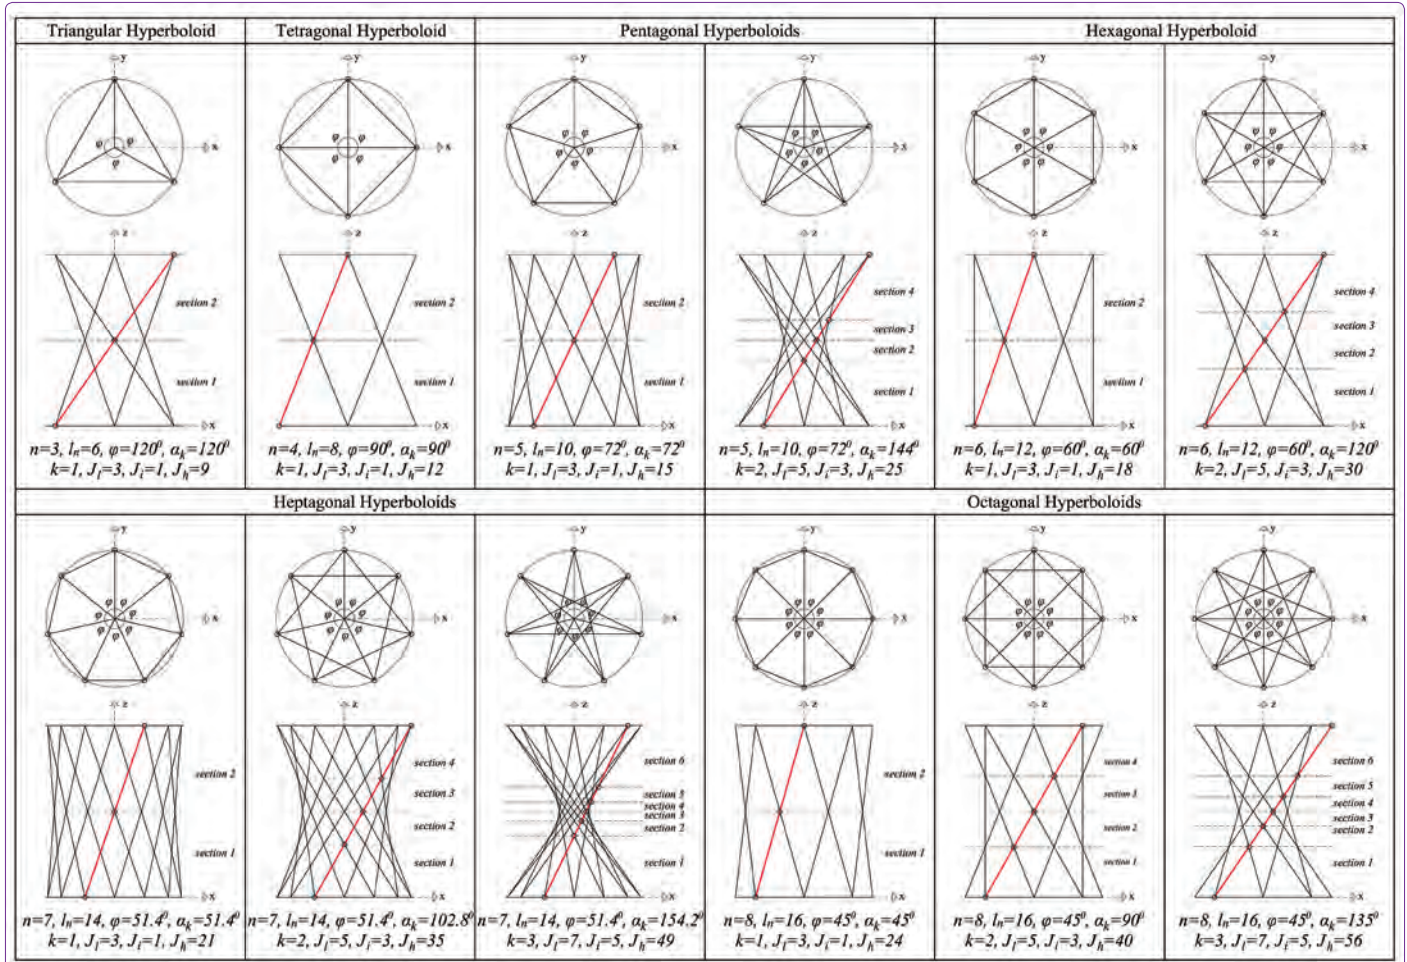 Triangular Hyperboloid
Tetragonal Hyperboloid
Pentagonal Hyperboloids
Hexagonal Hyperboloid
y
φ φ
x
φ
z
section 2
section 1
x
n=3, lₙ=6, φ=120⁰, αₖ=120⁰
k=1, Jₗ=3, Jᵢ=1, Jₕ=9
y
φ φ
x
φ φ
z
section 2
section 1
x
n=4, lₙ=8, φ=90⁰, αₖ=90⁰
k=1, Jₗ=3, Jᵢ=1, Jₕ=12
y
φ φ
x
φ φ
φ
z
section 2
section 1
x
n=5, lₙ=10, φ=72⁰, αₖ=72⁰
k=1, Jₗ=3, Jᵢ=1, Jₕ=15
y
φ φ
x
φ φ
φ
z
section 4
section 3
section 2
section 1
x
n=5, lₙ=10, φ=72⁰, αₖ=144⁰
k=2, Jₗ=5, Jᵢ=3, Jₕ=25
y
φ φ
φ φ x
φ φ
z
section 2
section 1
x
n=6, lₙ=12, φ=60⁰, αₖ=60⁰
k=1, Jₗ=3, Jᵢ=1, Jₕ=18
y
φ φ
φ φ x
φ φ
z
section 4
section 3
section 2
section 1
x
n=6, lₙ=12, φ=60⁰, αₖ=120⁰
k=2, Jₗ=5, Jᵢ=3, Jₕ=30
Heptagonal Hyperboloids
Octagonal Hyperboloids
y
φ φ
φ φ x
φ φ
φ
z
section 2
section 1
x
n=7, lₙ=14, φ=51.4⁰, αₖ=51.4⁰
k=1, Jₗ=3, Jᵢ=1, Jₕ=21
y
φ φ
φ φ x
φ φ
φ
z
section 4
section 3
section 2
section 1
x
n=7, lₙ=14, φ=51.4⁰, αₖ=102.8⁰
k=2, Jₗ=5, Jᵢ=3, Jₕ=35
y
φ φ
φ φ x
φ φ
φ
z
section 6
section 5
section 4
section 3
section 2
section 1
x
n=7, lₙ=14, φ=51.4⁰, αₖ=154.2⁰
k=3, Jₗ=7, Jᵢ=5, Jₕ=49
y
φ φ
φ φ x
φ φ
φ φ
z
section 2
section 1
x
n=8, lₙ=16, φ=45⁰, αₖ=45⁰
k=1, Jₗ=3, Jᵢ=1, Jₕ=24
y
φ φ
φ φ x
φ φ
φ φ
z
section 4
section 3
section 2
section 1
x
n=8, lₙ=16, φ=45⁰, αₖ=90⁰
k=2, Jₗ=5, Jᵢ=3, Jₕ=40
y
φ φ
φ φ x
φ φ
φ φ
z
section 6
section 5
section 4
section 3
section 2
section 1
x
n=8, lₙ=16, φ=45⁰, αₖ=135⁰
k=3, Jₗ=7, Jᵢ=5, Jₕ=56